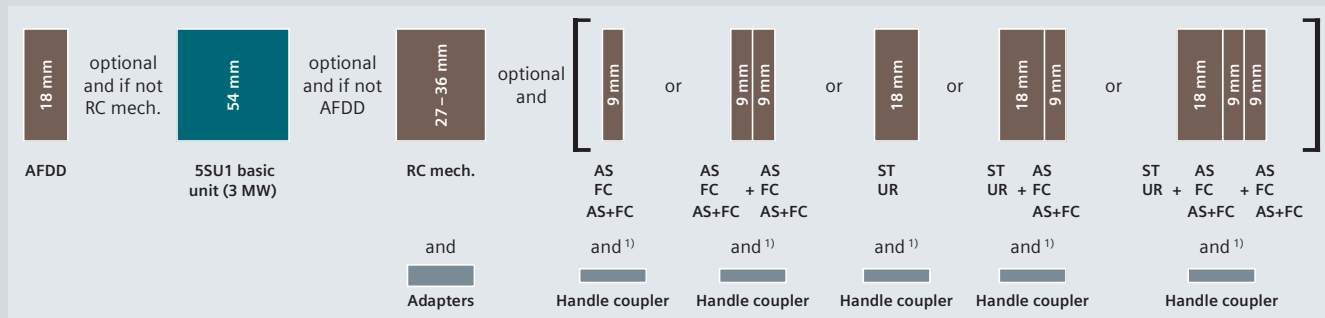 18 mm
optional
and if not
RC mech.
54 mm
optional
and if not
AFDD
27–36 mm
optional
and
9 mm
or
9 mm
9 mm
or
18 mm
or
18 mm
9 mm
or
18 mm
9 mm
9 mm
AFDD
5SU1 basic
unit (3 MW)
RC mech.
AS
FC
AS+FC
AS AS
FC + FC
AS+FC AS+FC
ST
UR
ST AS
UR + FC
AS+FC
ST AS AS
UR + FC + FC
AS+FC AS+FC
and
and 1)
and 1)
and 1)
and 1)
and 1)
Adapters
Handle coupler
Handle coupler
Handle coupler
Handle coupler
Handle coupler